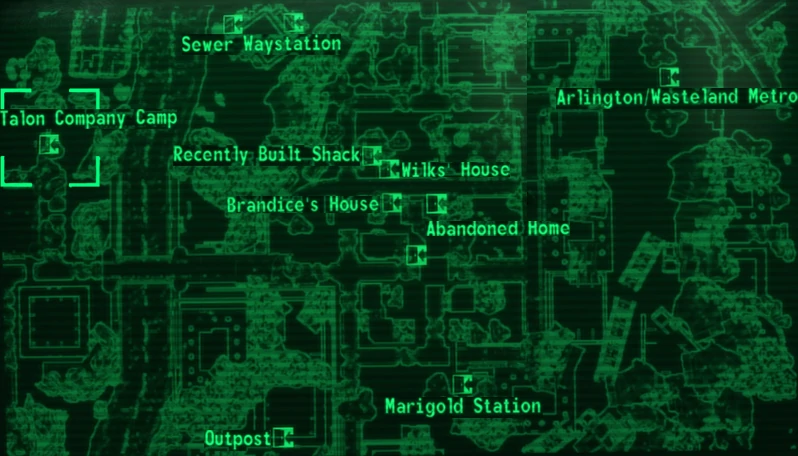 Sewer Waystation
Arlington/Wasteland Metro
Talon Company Camp
Recently Built Shack
Wilks' House
Brandice's House
Abandoned Home
Marigold Station
Outpost